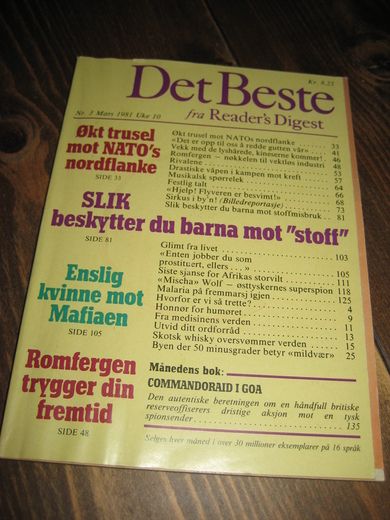 Kr. 8.25
Det Beste
fra Reader's Digest
Nr. 3 Mars 1981 Uke 10
Økt trusel
mot NATO's
nordflanke
SIDE 33
Økt trusel mot NATOs nordflanke 33
«Det er opp til oss å redde gutten vår» 41
Vekk med de lyshårede, kineserne kommer! 46
Romfergen – nøkkelen til vektløs industri 48
Rivalene 53
Drastiske våpen i kampen mot kreft 57
Musikalsk spørrelek 64
Festlig talt 66
«Hjelp! Flyveren er besvimt!» 68
Sirkus i by'n! (Billedreportasje) 73
Slik beskytter du barna mot stoffmisbruk 81
SLIK
beskytter du barna mot "stoff"
SIDE 81
Glimt fra livet 103
«Enten jobber du som
prostituert, ellers . . . » 105
Siste sjanse for Afrikas storvilt 111
«Mischa» Wolf – østtyskernes superspion 118
Malaria på fremmarsj igjen 125
Hvorfor er vi så trette? 4
Honnør for humøret 9
Fra medisinens verden 11
Utvid ditt ordforråd 13
Skotsk whisky oversvømmer verden 15
Byen der 50 minusgrader betyr «mildvær» 25
Enslig
kvinne mot
Mafiaen
SIDE 105
Romfergen
trygger din
fremtid
SIDE 48
Månedens bok:
COMMANDORAID I GOA
Den autentiske beretningen om en håndfull britiske
reserveoffiserers dristige aksjon mot en tysk
spionsender 135
Selges hver måned i over 30 millioner eksemplarer på 16 språk